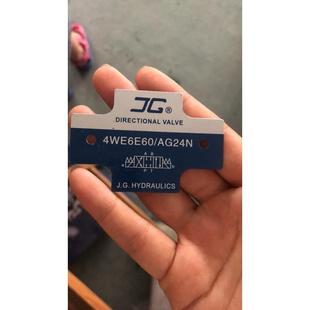 JG®
DIRECTIONAL VALVE
4WE6E60/AG24N
A B
P T
J.G. HYDRAULICS